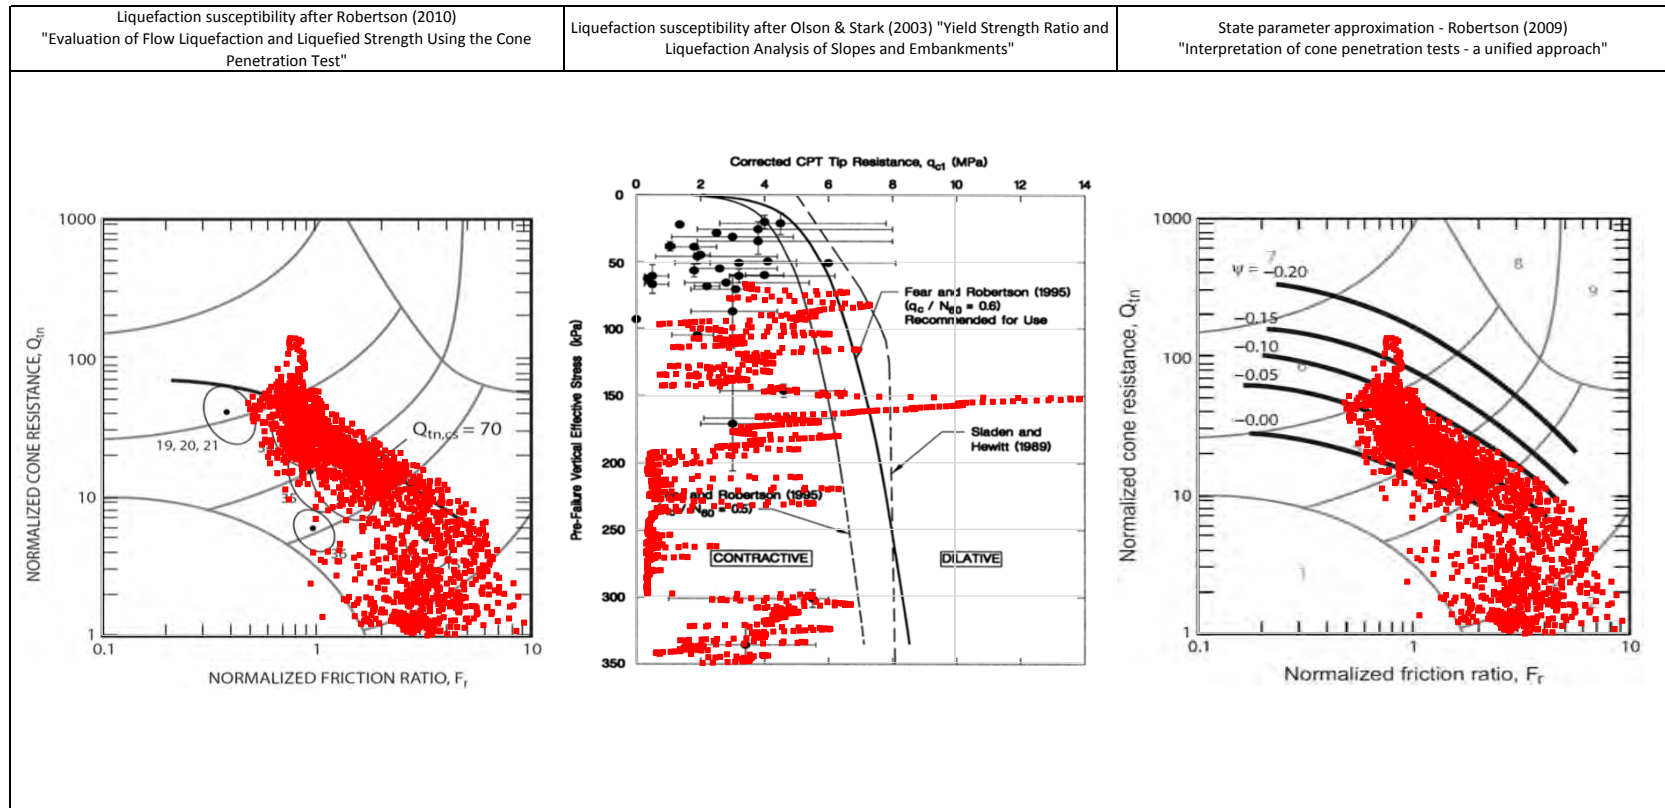 Liquefaction susceptibility after Robertson (2010)
"Evaluation of Flow Liquefaction and Liquefied Strength Using the Cone
Penetration Test"
Liquefaction susceptibility after Olson & Stark (2003) "Yield Strength Ratio and
Liquefaction Analysis of Slopes and Embankments"
State parameter approximation - Robertson (2009)
"Interpretation of cone penetration tests - a unified approach"
NORMALIZED CONE RESISTANCE, Qtn
1000
100
10
1
0.1
1
10
NORMALIZED FRICTION RATIO, Fr
19, 20, 21
Qtn,cs = 70
36
Corrected CPT Tip Resistance, qc1 (MPa)
0 2 4 6 8 10 12 14
Pre-Failure Vertical Effective Stress (kPa)
0
50
100
150
200
250
300
350
Fear and Robertson (1995)
(qc / N60 = 0.6)
Recommended for Use
Sladen and
Hewitt (1989)
and Robertson (1995)
/ N60 = 0.5)
CONTRACTIVE
DILATIVE
Normalized cone resistance, Qtn
1000
100
10
1
0.1
1
10
Normalized friction ratio, Fr
ψ = −0.20
−0.15
−0.10
−0.05
−0.00
7
8
9
1